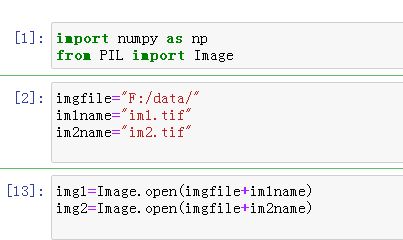 [1]: import numpy as np
from PIL import Image
[2]: imgfile="F:/data/"
im1name="im1.tif"
im2name="im2.tif"
[13]: img1=Image.open(imgfile+im1name)
img2=Image.open(imgfile+im2name)